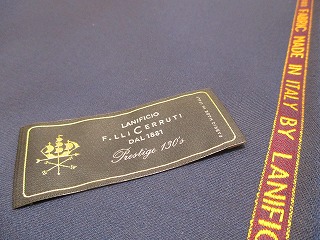 LANIFICIO
F.LLI CERRUTI
DAL 1881
Prestige 130's
FABRIC MADE IN ITALY BY LANIFIC